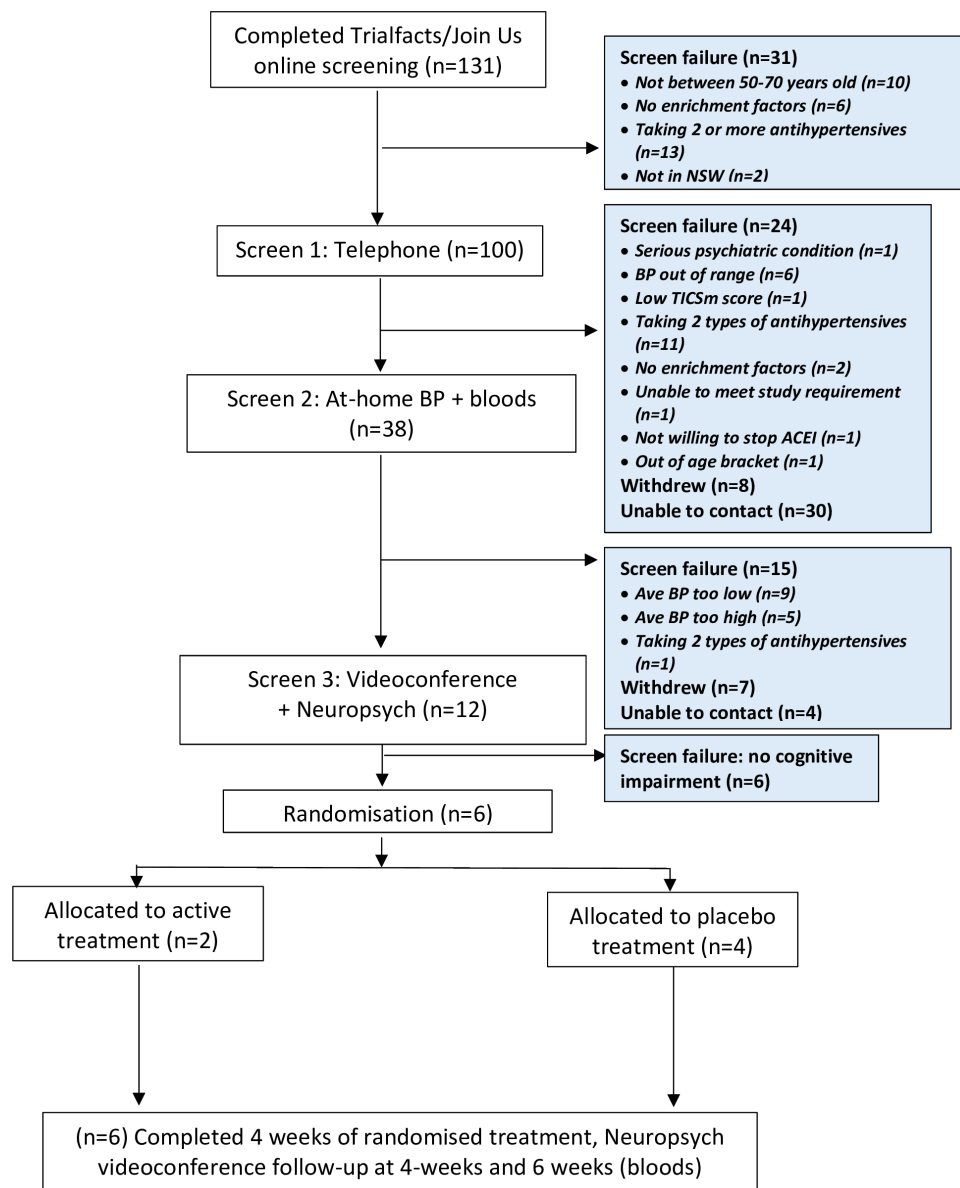 Completed Trialfacts/Join Us
online screening (n=131)
Screen failure (n=31)
• Not between 50-70 years old (n=10)
• No enrichment factors (n=6)
• Taking 2 or more antihypertensives
(n=13)
• Not in NSW (n=2)
Screen 1: Telephone (n=100)
Screen failure (n=24)
• Serious psychiatric condition (n=1)
• BP out of range (n=6)
• Low TICSm score (n=1)
• Taking 2 types of antihypertensives
(n=11)
• No enrichment factors (n=2)
• Unable to meet study requirement
(n=1)
• Not willing to stop ACEI (n=1)
• Out of age bracket (n=1)
Withdrew (n=8)
Unable to contact (n=30)
Screen 2: At-home BP + bloods
(n=38)
Screen failure (n=15)
• Ave BP too low (n=9)
• Ave BP too high (n=5)
• Taking 2 types of antihypertensives
(n=1)
Withdrew (n=7)
Unable to contact (n=4)
Screen 3: Videoconference
+ Neuropsych (n=12)
Screen failure: no cognitive
impairment (n=6)
Randomisation (n=6)
Allocated to active
treatment (n=2)
Allocated to placebo
treatment (n=4)
(n=6) Completed 4 weeks of randomised treatment, Neuropsych
videoconference follow-up at 4-weeks and 6 weeks (bloods)